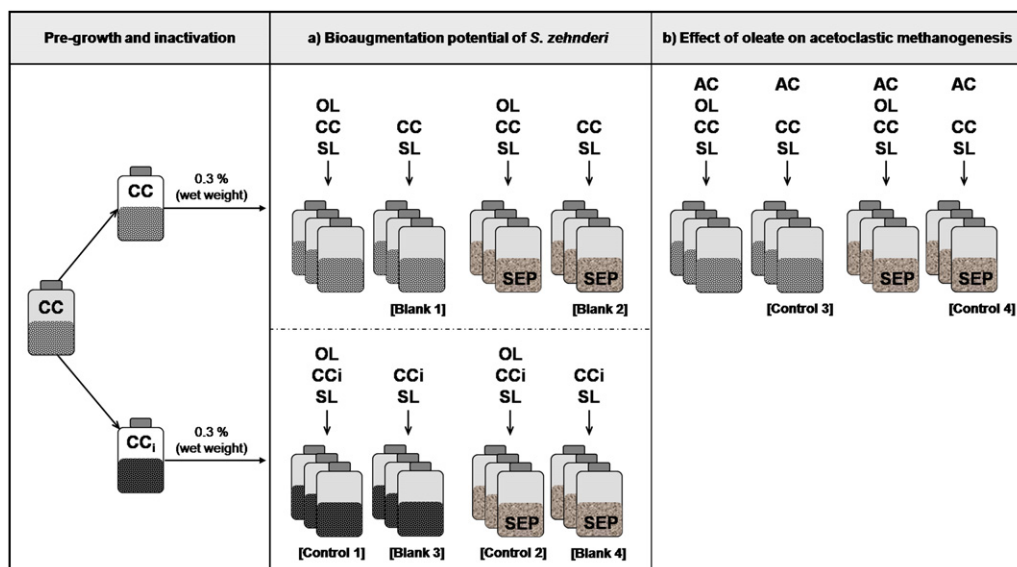 Pre-growth and inactivation
a) Bioaugmentation potential of S. zehnderi
b) Effect of oleate on acetoclastic methanogenesis
CC
CC
0.3 %
(wet weight)
CCi
0.3 %
(wet weight)
OL
CC
SL
CC
SL
OL
CC
SL
CC
SL
SEP
SEP
[Blank 1]
[Blank 2]
OL
CCi
SL
CCi
SL
OL
CCi
SL
CCi
SL
SEP
SEP
[Control 1]
[Blank 3]
[Control 2]
[Blank 4]
AC
OL
CC
SL
AC
CC
SL
AC
OL
CC
SL
AC
CC
SL
SEP
SEP
[Control 3]
[Control 4]